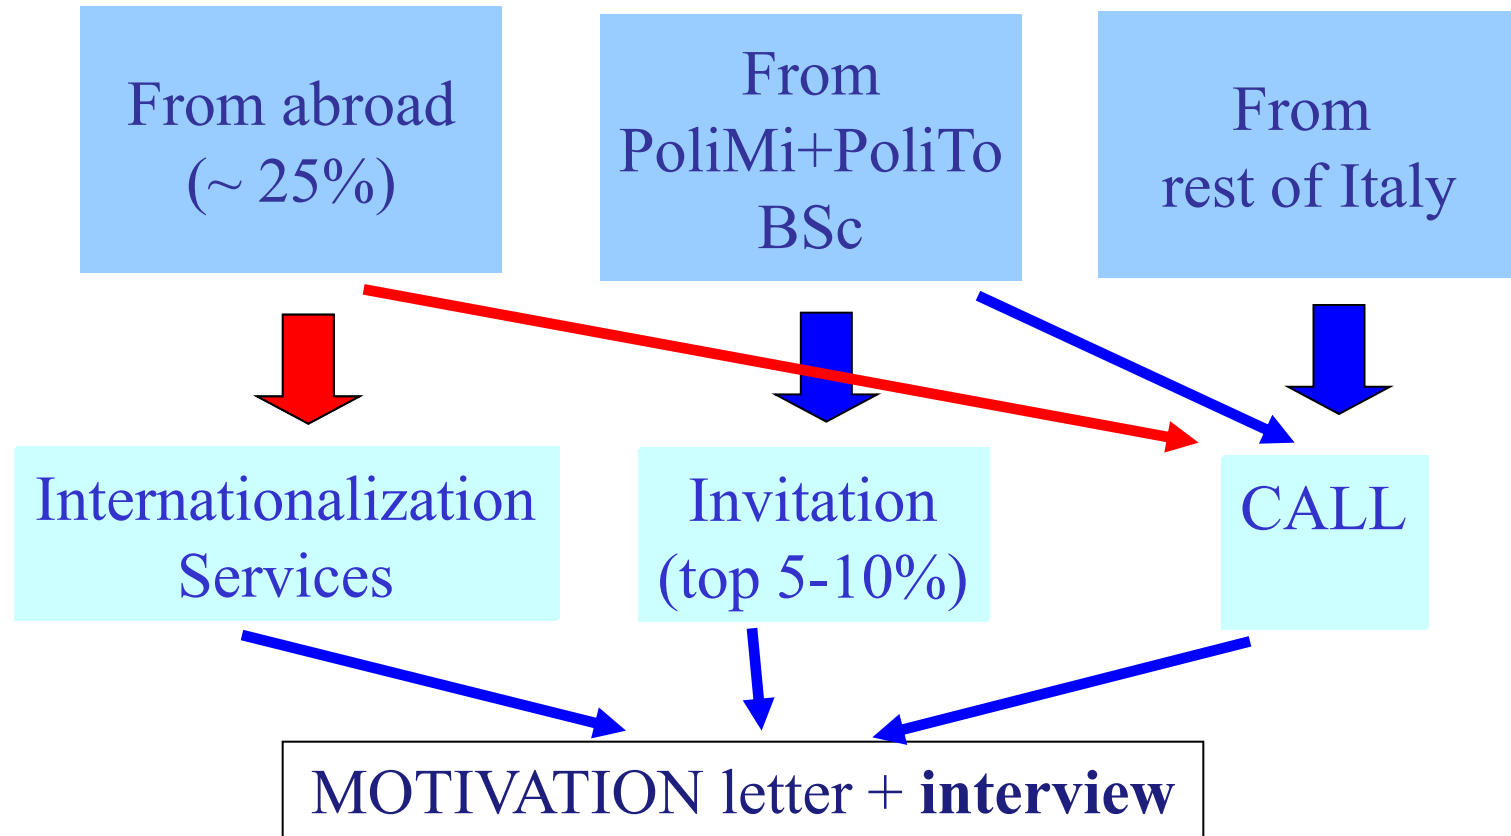 From abroad
(~ 25%)
From
PoliMi+PoliTo
BSc
From
rest of Italy
Internationalization
Services
Invitation
(top 5-10%)
CALL
MOTIVATION letter + interview